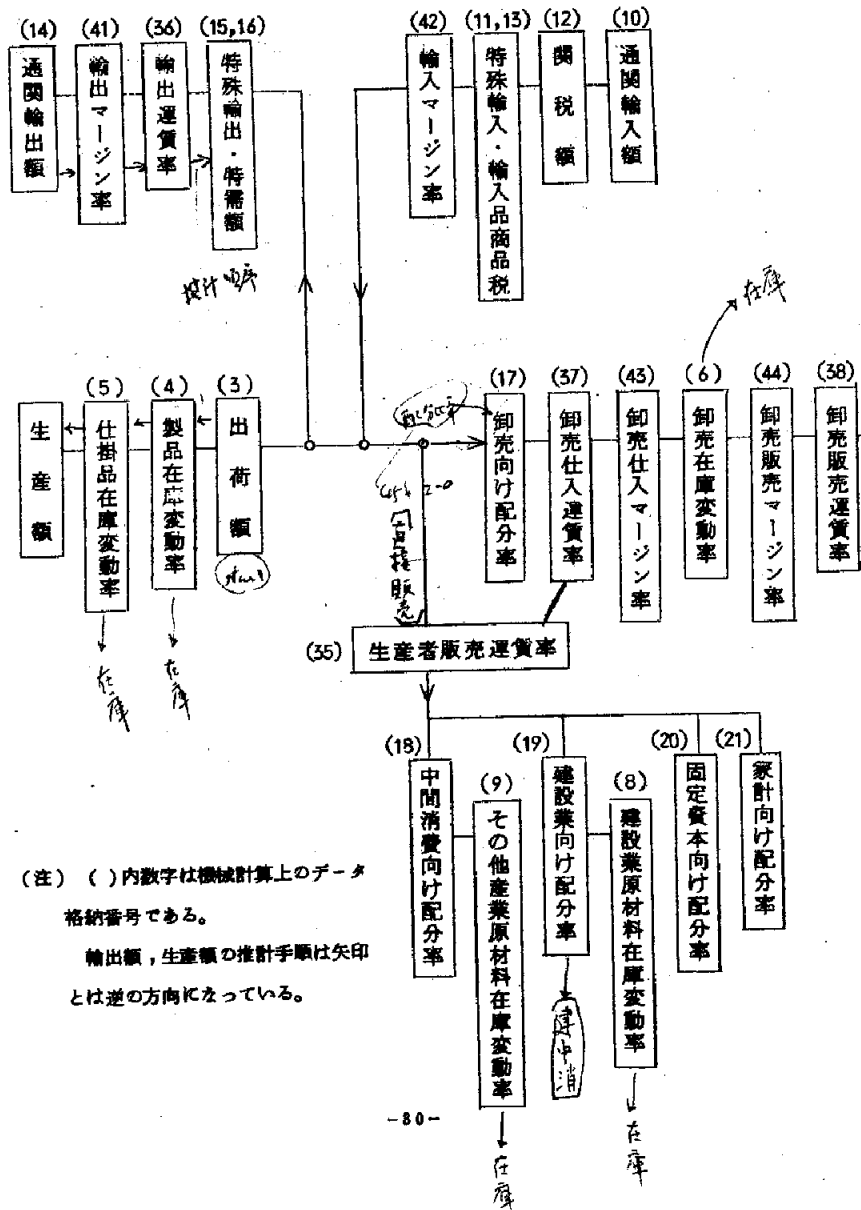 (14)
通関輸出額
(41)
輸出マージン率
(36)
輸出運賃率
(15,16)
特殊輸出・特需額
(42)
輸入マージン率
(11,13)
特殊輸入・輸入品商品税
(12)
関税額
(10)
通関輸入額
推計順序
在庫
生産額
(5)
仕掛品在庫変動率
(4)
製品在庫変動率
(3)
出荷額
在庫
在庫
配分比率
直接販売
(17)
卸売向け配分率
(37)
卸売仕入運賃率
(43)
卸売仕入マージン率
(6)
卸売在庫変動率
(44)
卸売販売マージン率
(38)
卸売販売運賃率
(35)
生産者販売運賃率
(18)
中間消費向け配分率
(9)
その他産業原材料在庫変動率
(19)
建設業向け配分率
(8)
建設業原材料在庫変動率
(20)
固定資本向け配分率
(21)
家計向け配分率
建中消
在庫
在庫
(注) ( )内数字は機械計算上のデータ
格納番号である。
輸出額,生産額の推計手順は矢印
とは逆の方向になっている。
-80-